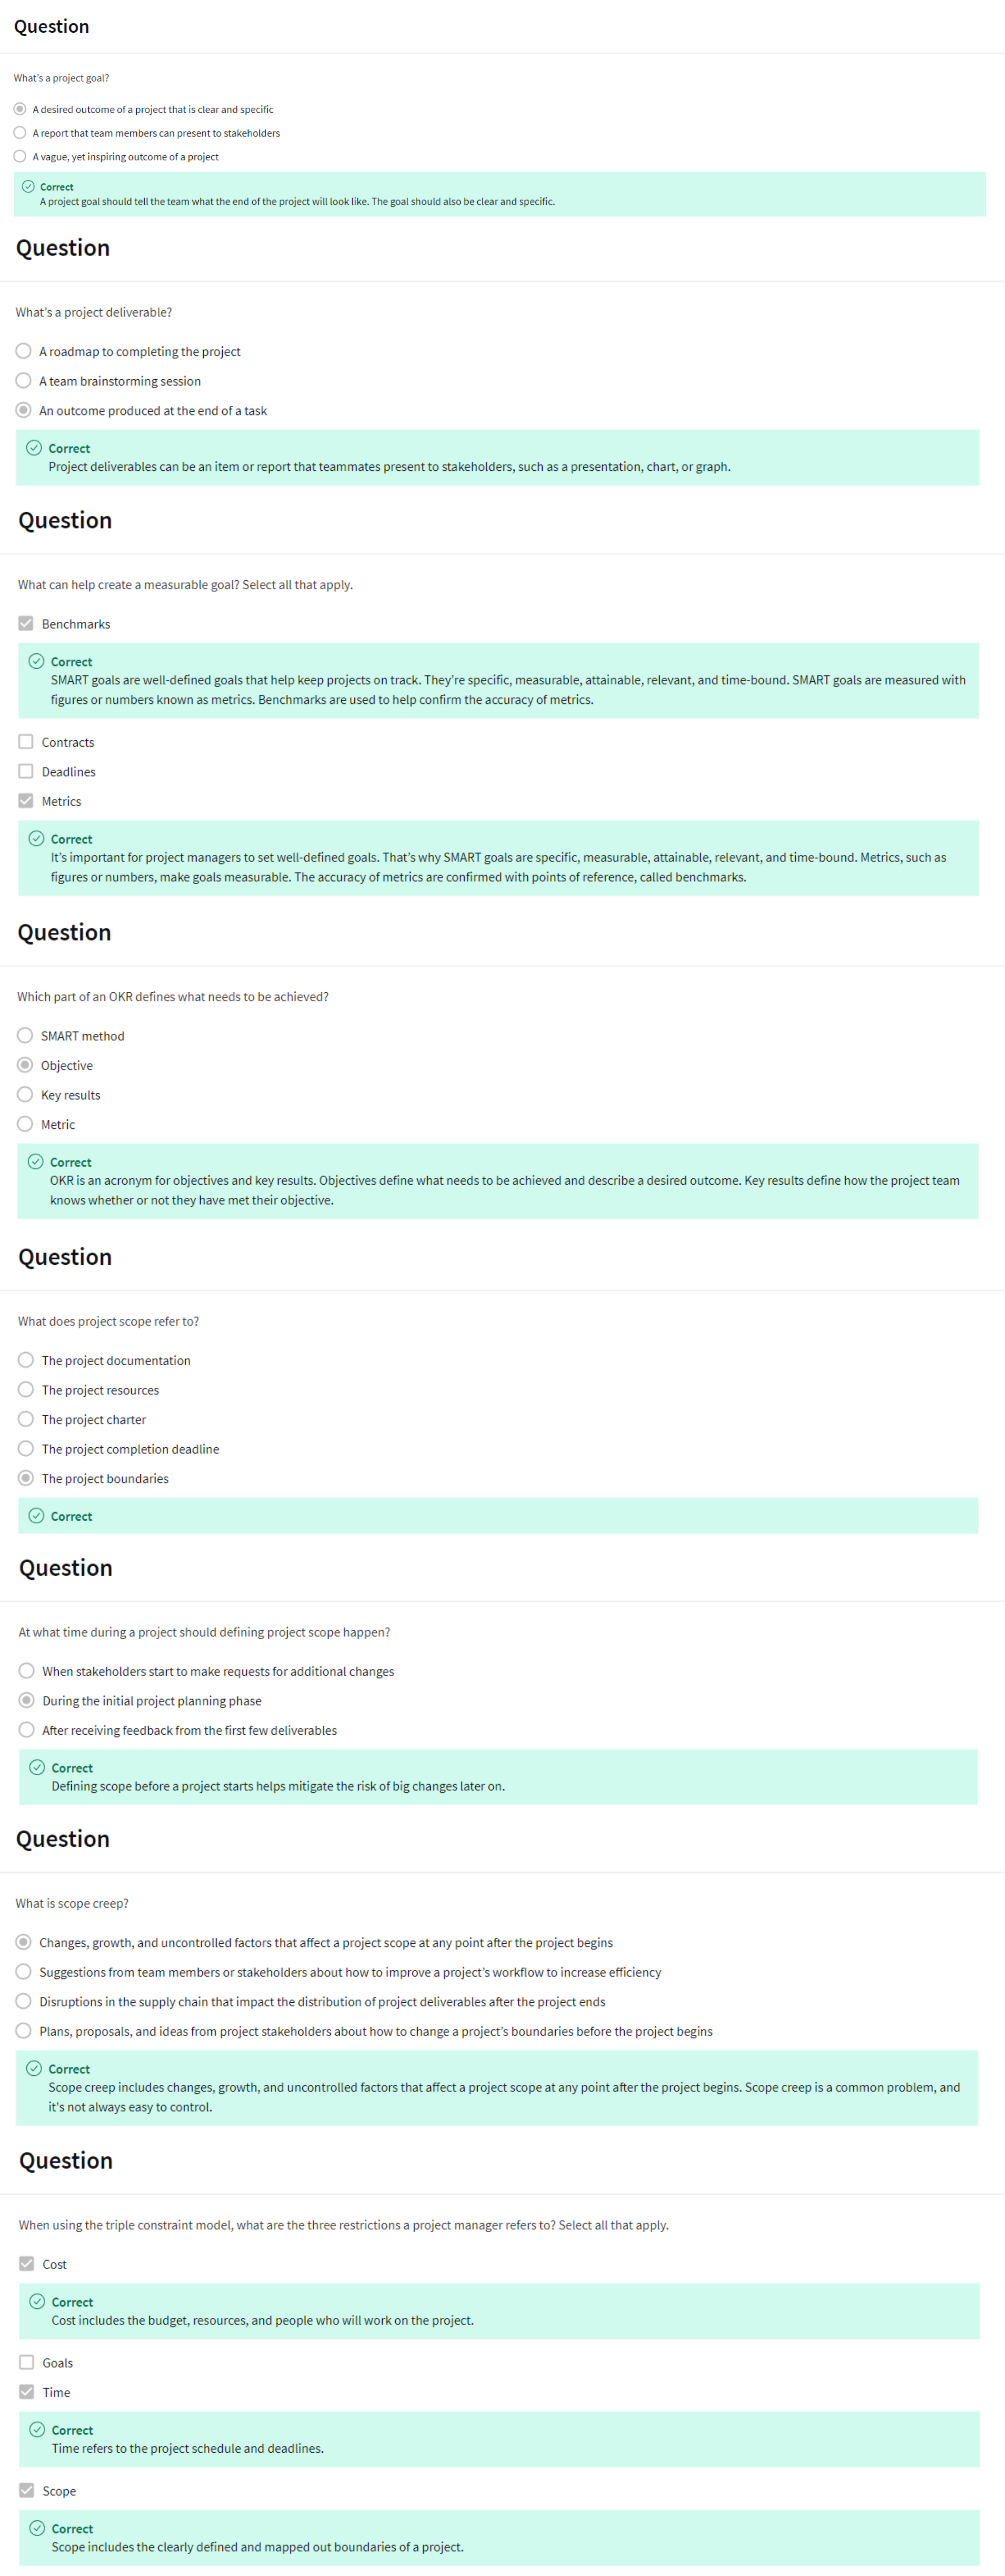 Question
What's a project goal?
A desired outcome of a project that is clear and specific
A report that team members can present to stakeholders
A vague, yet inspiring outcome of a project
Correct
A project goal should tell the team what the end of the project will look like. The goal should also be clear and specific.
Question
What's a project deliverable?
A roadmap to completing the project
A team brainstorming session
An outcome produced at the end of a task
Correct
Project deliverables can be an item or report that teammates present to stakeholders, such as a presentation, chart, or graph.
Question
What can help create a measurable goal? Select all that apply.
Benchmarks
Correct
SMART goals are well-defined goals that help keep projects on track. They're specific, measurable, attainable, relevant, and time-bound. SMART goals are measured with
figures or numbers known as metrics. Benchmarks are used to help confirm the accuracy of metrics.
Contracts
Deadlines
Metrics
Correct
It's important for project managers to set well-defined goals. That's why SMART goals are specific, measurable, attainable, relevant, and time-bound. Metrics, such as
figures or numbers, make goals measurable. The accuracy of metrics are confirmed with points of reference, called benchmarks.
Question
Which part of an OKR defines what needs to be achieved?
SMART method
Objective
Key results
Metric
Correct
OKR is an acronym for objectives and key results. Objectives define what needs to be achieved and describe a desired outcome. Key results define how the project team
knows whether or not they have met their objective.
Question
What does project scope refer to?
The project documentation
The project resources
The project charter
The project completion deadline
The project boundaries
Correct
Question
At what time during a project should defining project scope happen?
When stakeholders start to make requests for additional changes
During the initial project planning phase
After receiving feedback from the first few deliverables
Correct
Defining scope before a project starts helps mitigate the risk of big changes later on.
Question
What is scope creep?
Changes, growth, and uncontrolled factors that affect a project scope at any point after the project begins
Suggestions from team members or stakeholders about how to improve a project's workflow to increase efficiency
Disruptions in the supply chain that impact the distribution of project deliverables after the project ends
Plans, proposals, and ideas from project stakeholders about how to change a project's boundaries before the project begins
Correct
Scope creep includes changes, growth, and uncontrolled factors that affect a project scope at any point after the project begins. Scope creep is a common problem, and
it's not always easy to control.
Question
When using the triple constraint model, what are the three restrictions a project manager refers to? Select all that apply.
Cost
Correct
Cost includes the budget, resources, and people who will work on the project.
Goals
Time
Correct
Time refers to the project schedule and deadlines.
Scope
Correct
Scope includes the clearly defined and mapped out boundaries of a project.